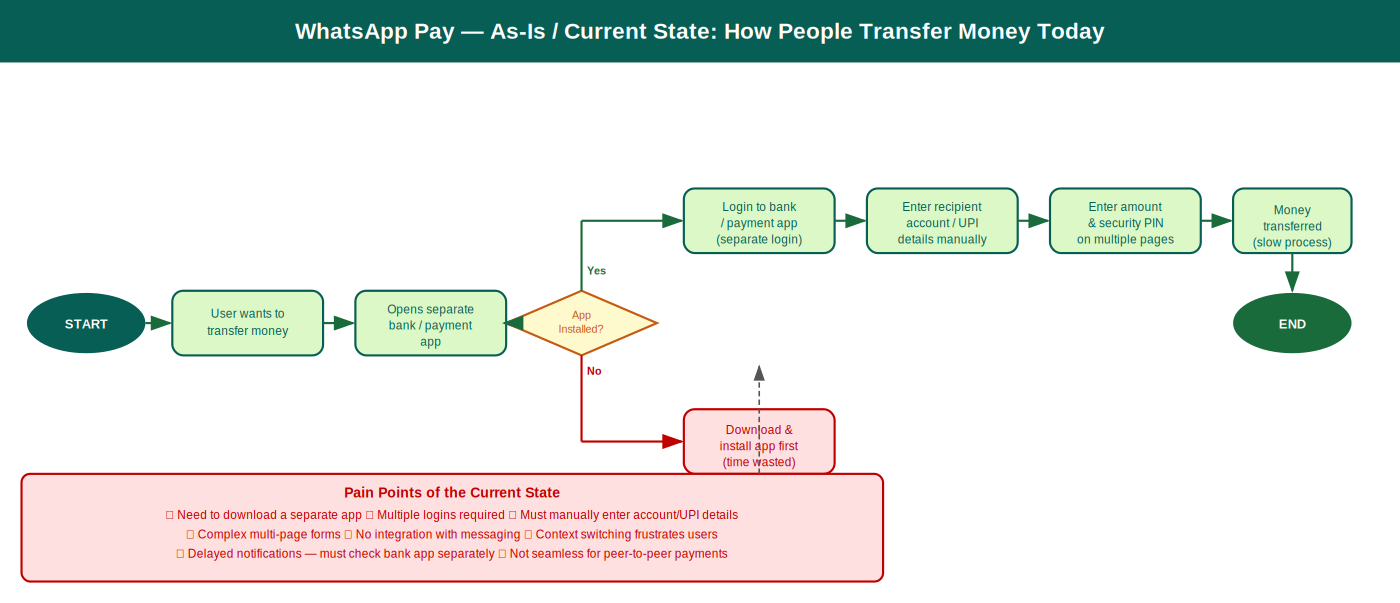 WhatsApp Pay — As-Is / Current State: How People Transfer Money Today
START
User wants to
transfer money
Opens separate
bank / payment
app
App
Installed?
Yes
No
Login to bank
/ payment app
(separate login)
Enter recipient
account / UPI
details manually
Enter amount
& security PIN
on multiple pages
Money
transferred
(slow process)
END
Download &
install app first
(time wasted)
Pain Points of the Current State
▯ Need to download a separate app ▯ Multiple logins required ▯ Must manually enter account/UPI details
▯ Complex multi-page forms ▯ No integration with messaging ▯ Context switching frustrates users
▯ Delayed notifications — must check bank app separately ▯ Not seamless for peer-to-peer payments